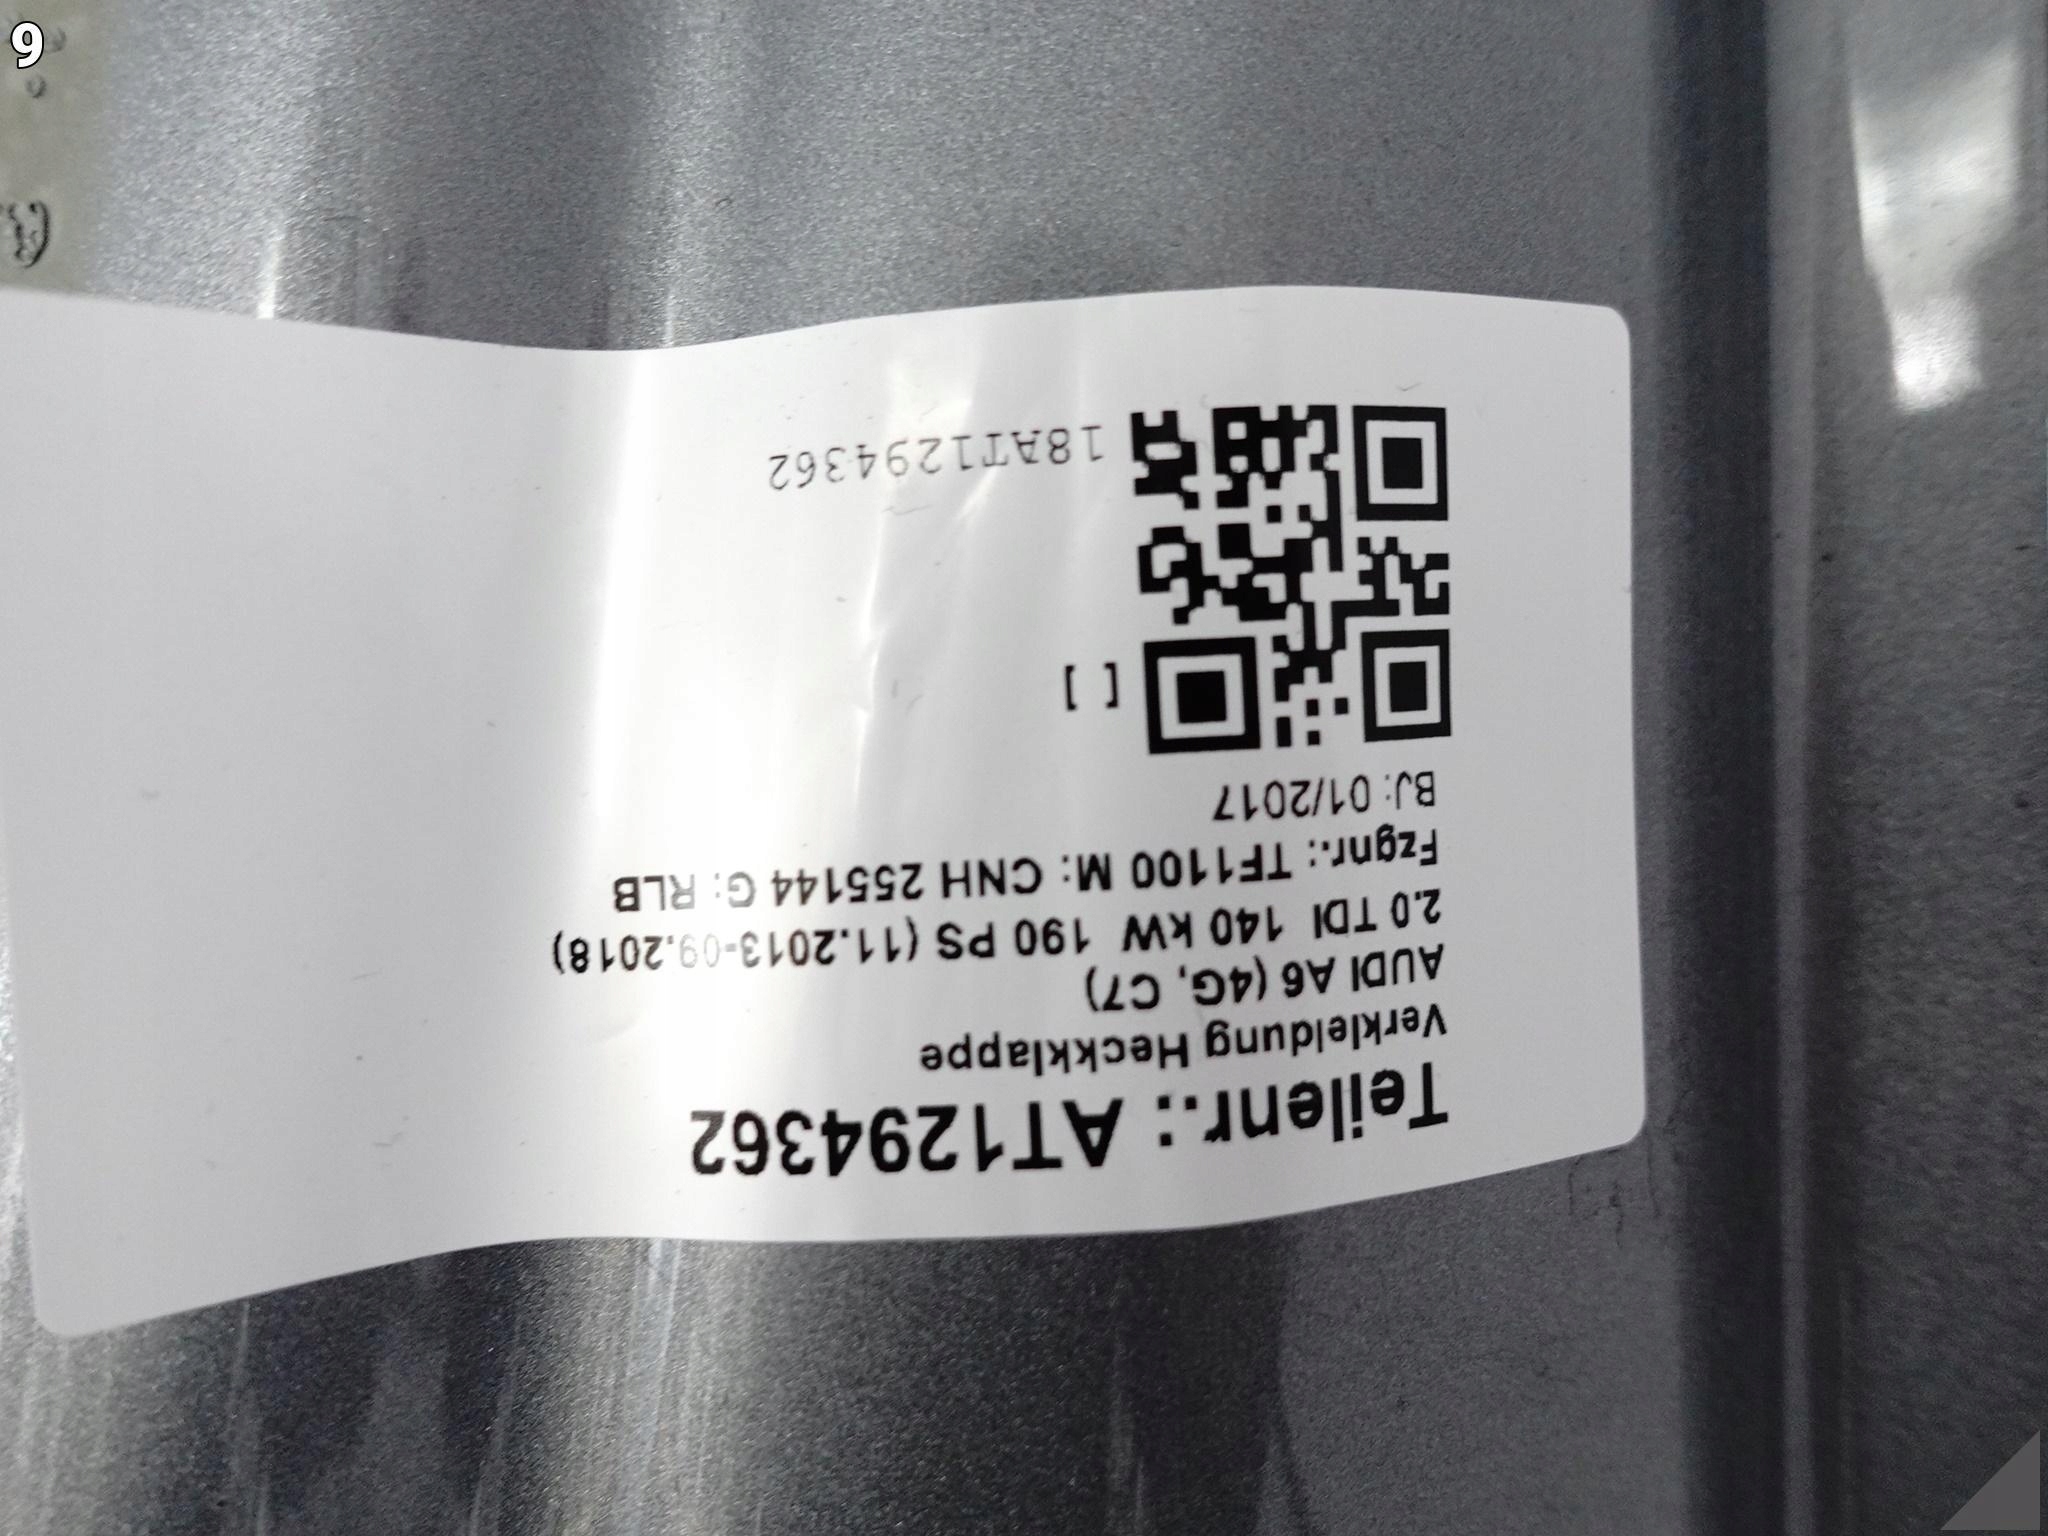 9
Teilenr.: AT1294362
Verkleidung Heckklappe
AUDI A6 (4G, C7)
2.0 TDI 140 kW 190 PS (11.2013-09.2018)
Fzgnr.: TF1100 M: CNH 255144 G: RLB
BJ: 01/2017
[ ]
18AT1294362